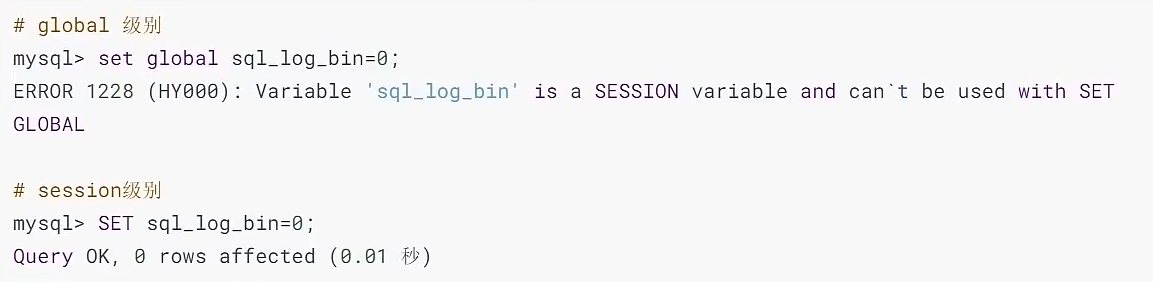 # global 级别
mysql> set global sql_log_bin=0;
ERROR 1228 (HY000): Variable 'sql_log_bin' is a SESSION variable and can`t be used with SET
GLOBAL
# session级别
mysql> SET sql_log_bin=0;
Query OK, 0 rows affected (0.01 秒)